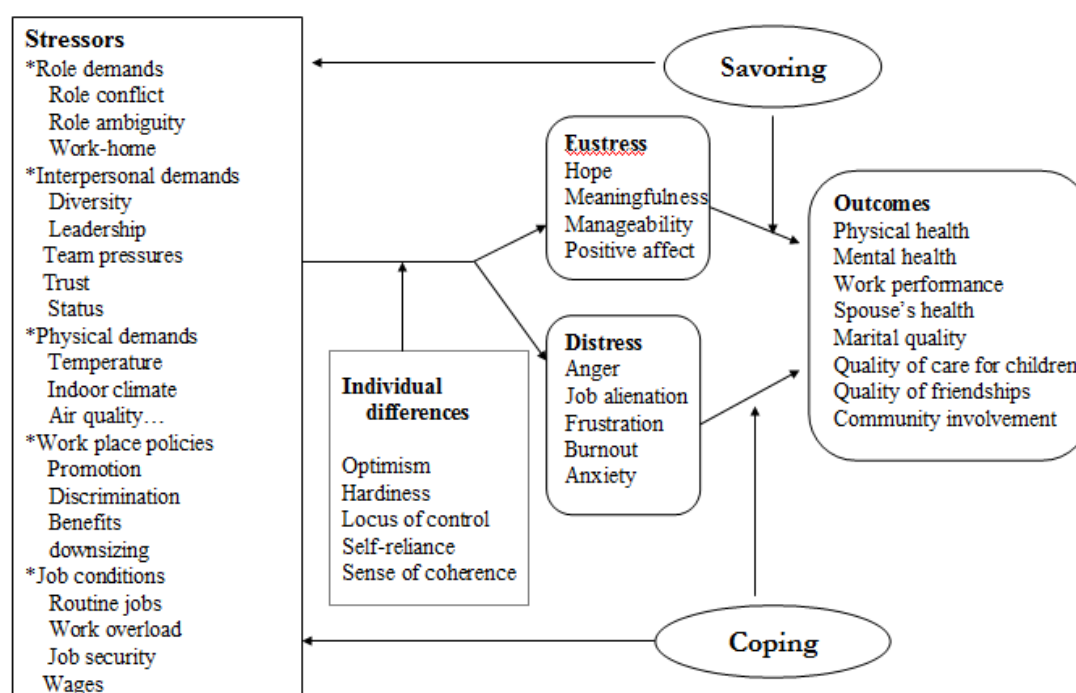 Stressors
*Role demands
Role conflict
Role ambiguity
Work-home
*Interpersonal demands
Diversity
Leadership
Team pressures
Trust
Status
*Physical demands
Temperature
Indoor climate
Air quality…
*Work place policies
Promotion
Discrimination
Benefits
downsizing
*Job conditions
Routine jobs
Work overload
Job security
Wages
Individual
differences
Optimism
Hardiness
Locus of control
Self-reliance
Sense of coherence
Eustress
Hope
Meaningfulness
Manageability
Positive affect
Distress
Anger
Job alienation
Frustration
Burnout
Anxiety
Savoring
Coping
Outcomes
Physical health
Mental health
Work performance
Spouse’s health
Marital quality
Quality of care for children
Quality of friendships
Community involvement